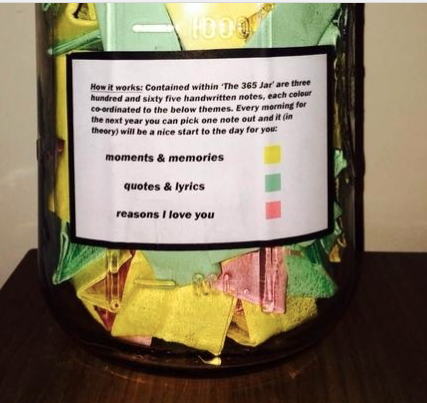 1000
How it works: Contained within 'The 365 Jar' are three
hundred and sixty five handwritten notes, each colour
co-ordinated to the below themes. Every morning for
the next year you can pick one note out and it (in
theory) will be a nice start to the day for you:
moments & memories
quotes & lyrics
reasons I love you